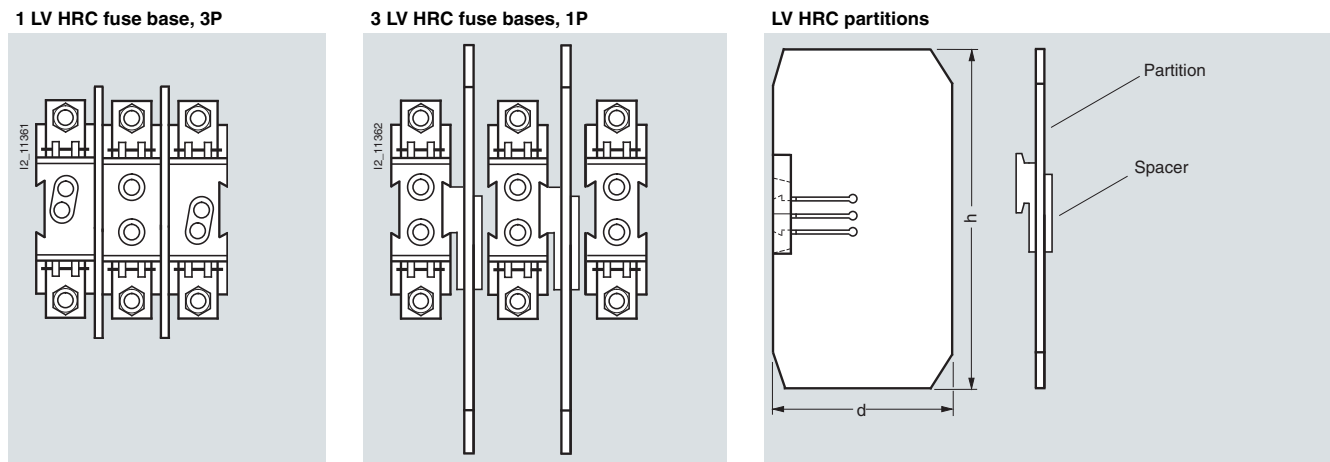 1 LV HRC fuse base, 3P
I2_11361
3 LV HRC fuse bases, 1P
I2_11362
LV HRC partitions
Partition
Spacer
h
d